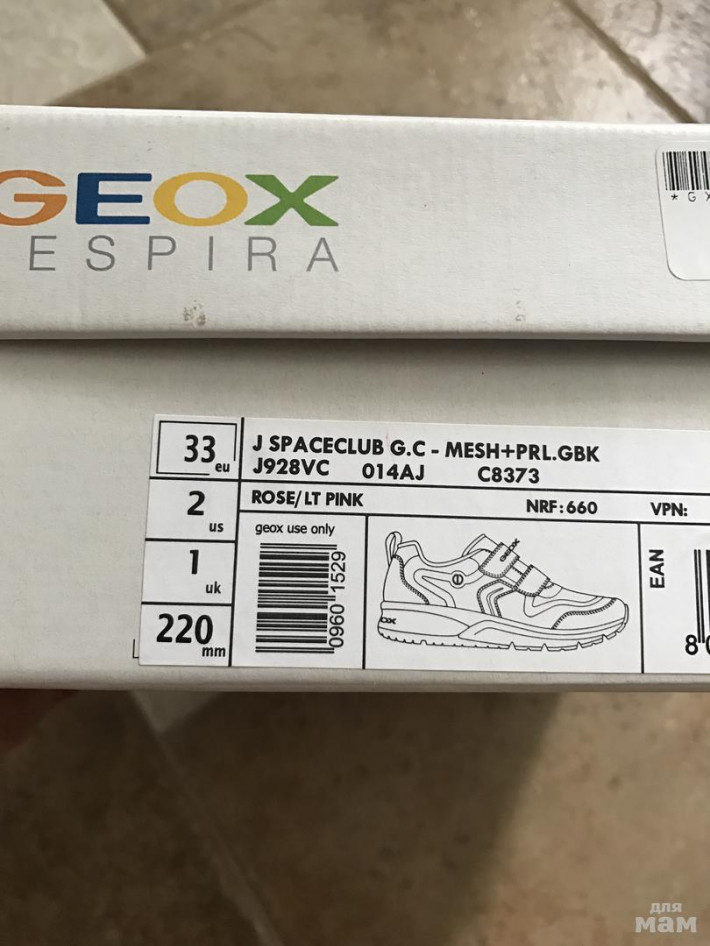 GEOX
ESPIRA
* G
33 eu
2 us
1 uk
220 mm
J SPACECLUB G.C - MESH+PRL.GBK
J928VC 014AJ C8373
ROSE/LT PINK NRF:660 VPN:
geox use only
0960 1529
EAN
8
для
мам